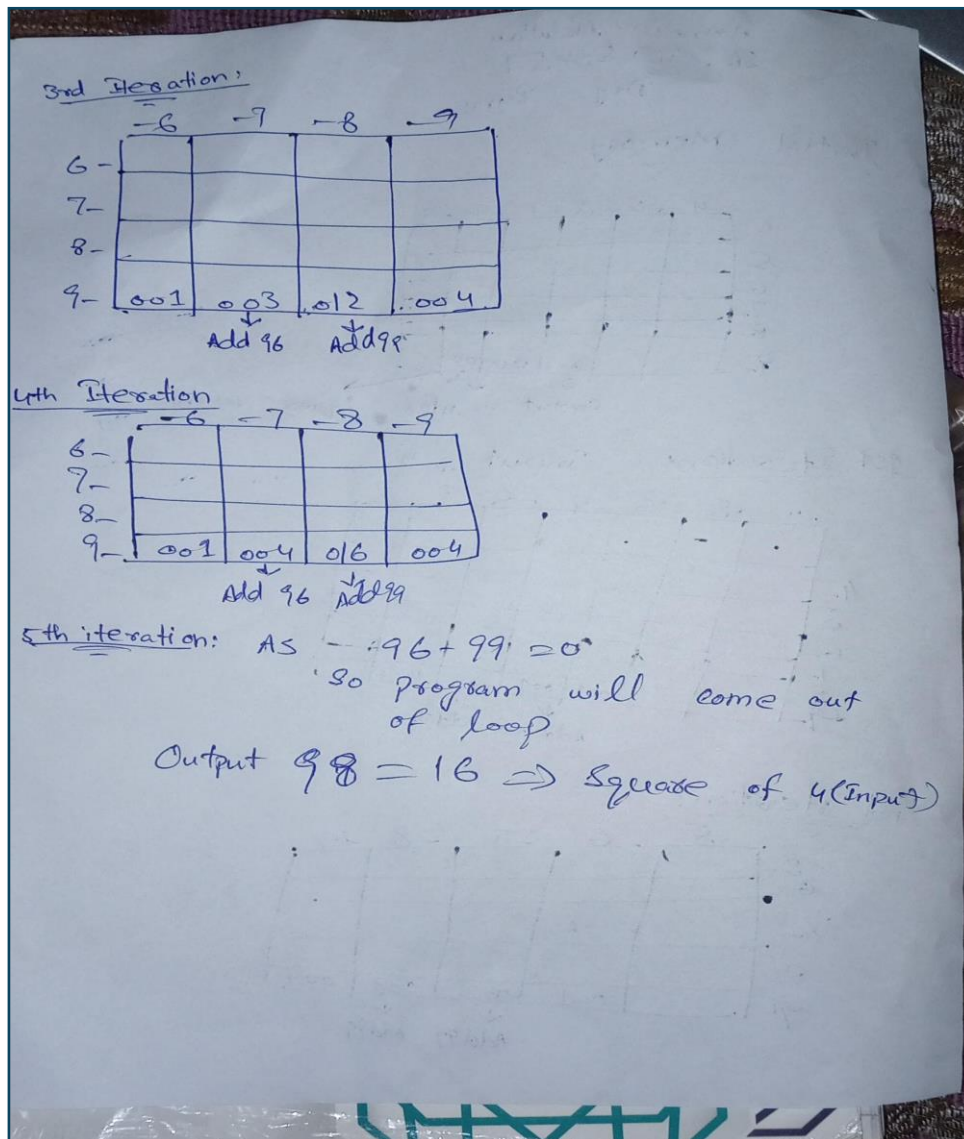 3rd Iteration:
-6 -7 -8 -9
6 -
7-
8-
9- 001 003 012 004
Add 96 Add 99
4th Iteration
-6 -7 -8 -9
6-
7-
8-
9- 001 004 016 004
Add 96 Add 99
5th iteration: As - 96+99 =0
So program will come out
of loop
Output 98 = 16 => Square of 4(Input)